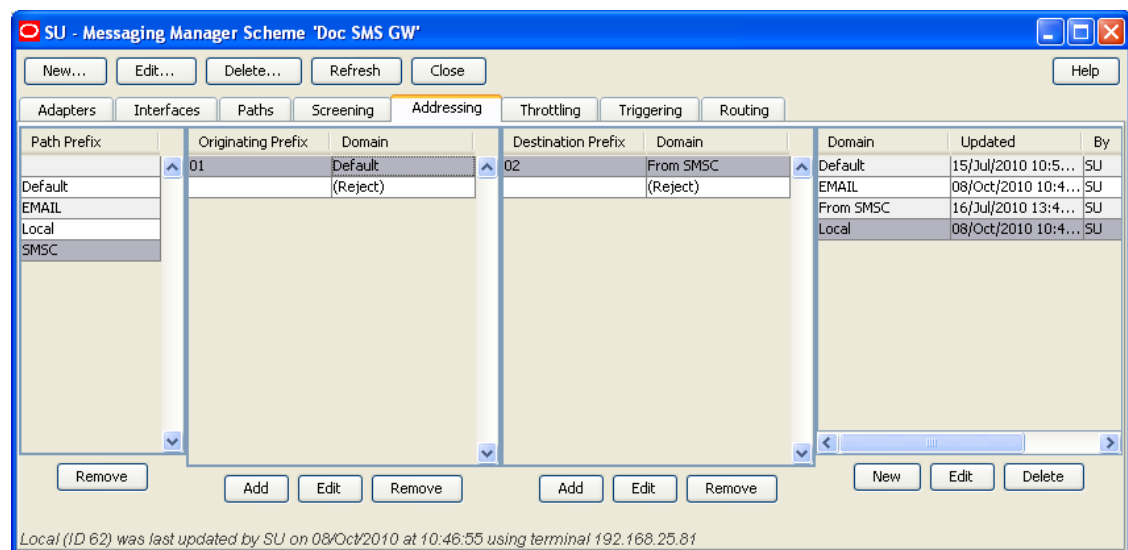 SU - Messaging Manager Scheme 'Doc SMS GW'
New... Edit... Delete... Refresh Close Help
Adapters Interfaces Paths Screening Addressing Throttling Triggering Routing
Path Prefix Originating Prefix Domain Destination Prefix Domain Domain Updated By
01 Default 02 From SMSC Default 15/Jul/2010 10:5... SU
Default (Reject) (Reject) EMAIL 08/Oct/2010 10:4... SU
EMAIL From SMSC 16/Jul/2010 13:4... SU
Local Local 08/Oct/2010 10:4... SU
SMSC
Remove Add Edit Remove Add Edit Remove New Edit Delete
Local (ID 62) was last updated by SU on 08/Oct/2010 at 10:46:55 using terminal 192.168.25.81